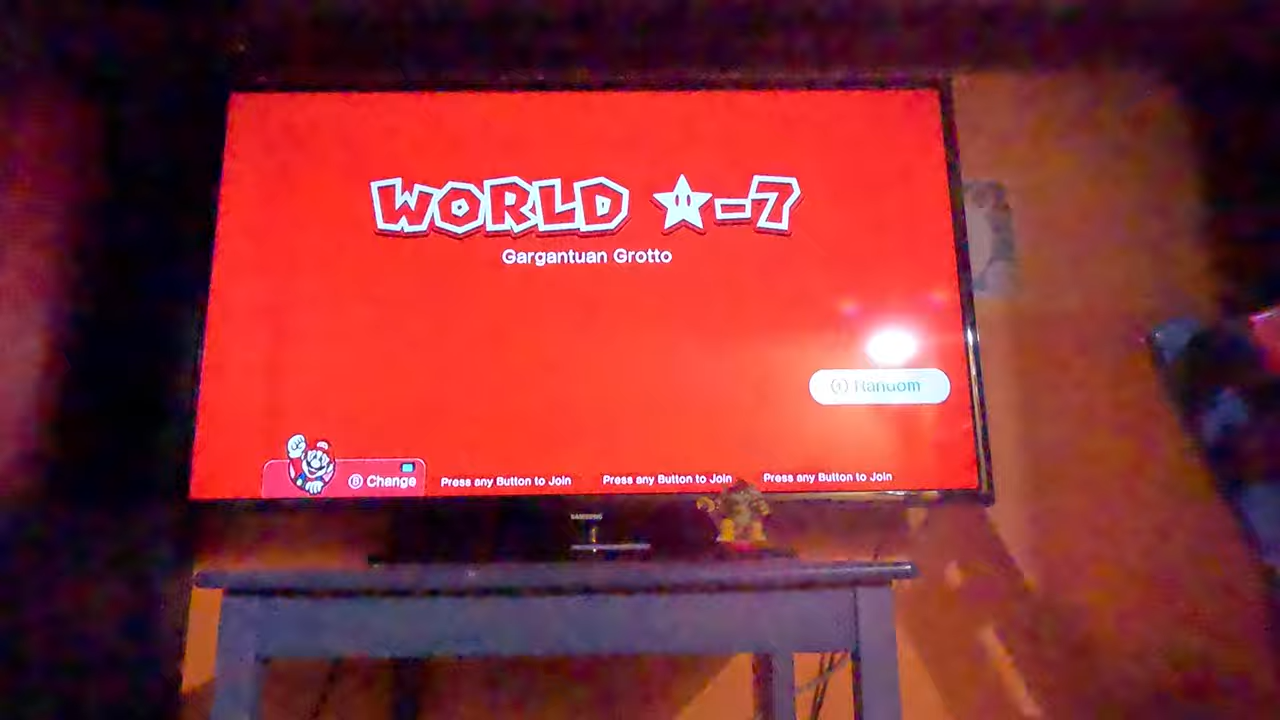 WORLD ★-7
Gargantuan Grotto
Random
B Change
Press any Button to Join
Press any Button to Join
Press any Button to Join
SAMSUNG